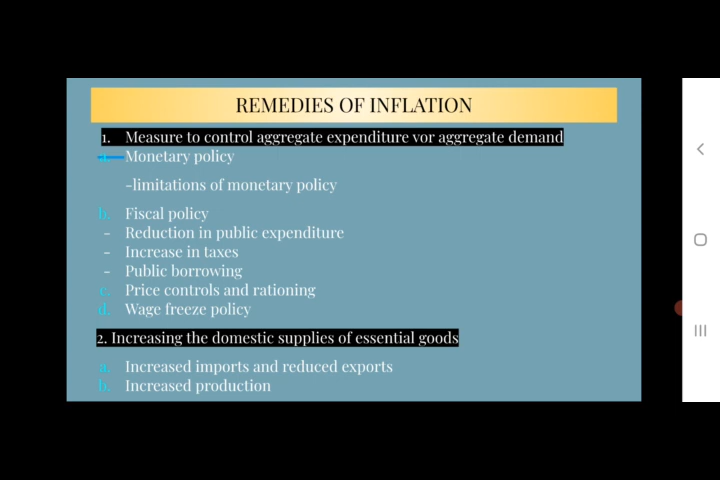 REMEDIES OF INFLATION
1. Measure to control aggregate expenditure vor aggregate demand
a. Monetary policy
-limitations of monetary policy
b. Fiscal policy
- Reduction in public expenditure
- Increase in taxes
- Public borrowing
c. Price controls and rationing
d. Wage freeze policy
2. Increasing the domestic supplies of essential goods
a. Increased imports and reduced exports
b. Increased production